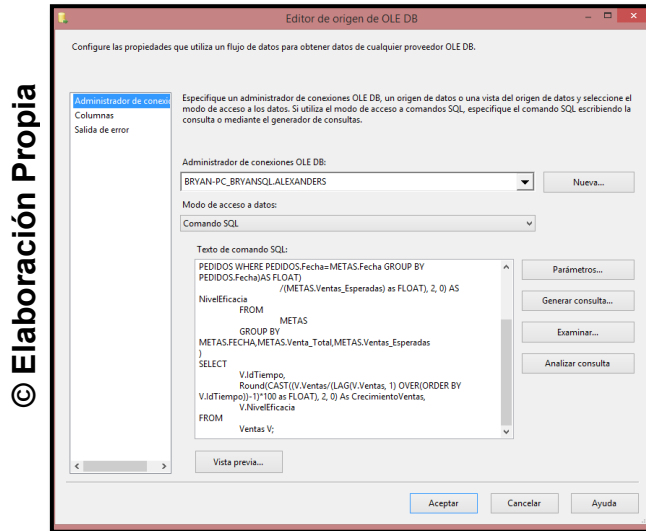 © Elaboración Propia
Editor de origen de OLE DB
Configure las propiedades que utiliza un flujo de datos para obtener datos de cualquier proveedor OLE DB.
Administrador de conexi
Columnas
Salida de error
Especifique un administrador de conexiones OLE DB, un origen de datos o una vista del origen de datos y seleccione el
modo de acceso a los datos. Si utiliza el modo de acceso a comandos SQL, especifique el comando SQL escribiendo la
consulta o mediante el generador de consultas.
Administrador de conexiones OLE DB:
BRYAN-PC_BRYANSQL.ALEXANDERS
Nueva...
Modo de acceso a datos:
Comando SQL
Texto de comando SQL:
PEDIDOS WHERE PEDIDOS.Fecha=METAS.Fecha GROUP BY
PEDIDOS.Fecha)AS FLOAT)
/(METAS.Ventas_Esperadas) as FLOAT), 2, 0) AS
NivelEficacia
FROM
METAS
GROUP BY
METAS.FECHA,METAS.Venta_Total,METAS.Ventas_Esperadas
)
SELECT
V.IdTiempo,
Round(CAST((V.Ventas/(LAG(V.Ventas, 1) OVER(ORDER BY
V.IdTiempo))-1)*100 as FLOAT), 2, 0) As CrecimientoVentas,
V.NivelEficacia
FROM
Ventas V;
Parámetros...
Generar consulta...
Examinar...
Analizar consulta
Vista previa...
Aceptar
Cancelar
Ayuda